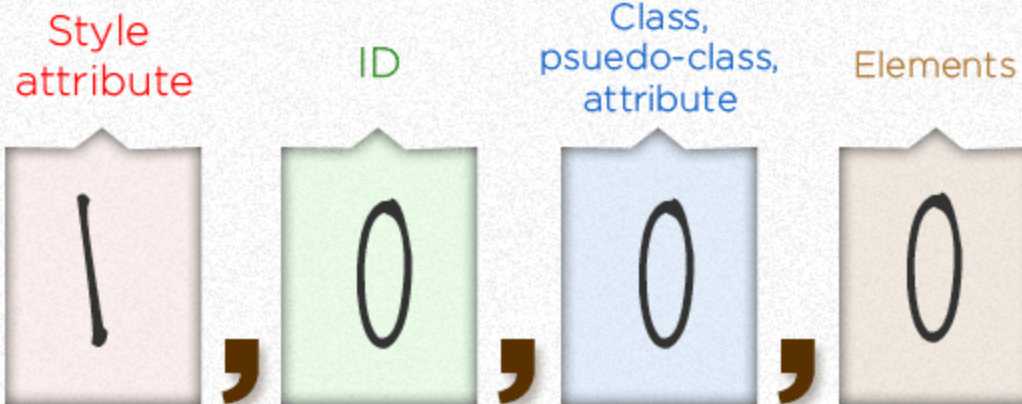 Style
attribute
ID
Class,
psuedo-class,
attribute
Elements
1 , 0 , 0 , 0